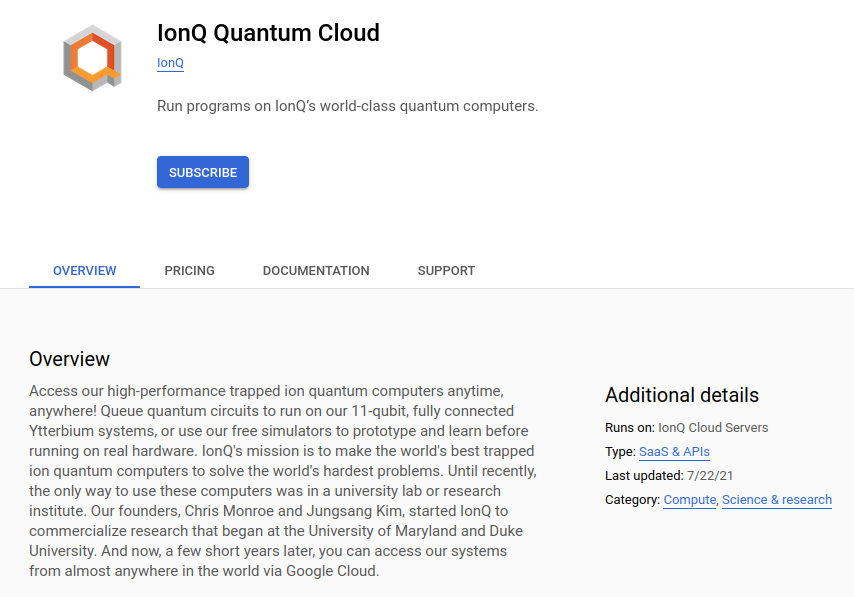 IonQ Quantum Cloud
IonQ
Run programs on IonQ’s world-class quantum computers.
SUBSCRIBE
OVERVIEW PRICING DOCUMENTATION SUPPORT
Overview
Access our high-performance trapped ion quantum computers anytime,
anywhere! Queue quantum circuits to run on our 11-qubit, fully connected
Ytterbium systems, or use our free simulators to prototype and learn before
running on real hardware. IonQ's mission is to make the world's best trapped
ion quantum computers to solve the world's hardest problems. Until recently,
the only way to use these computers was in a university lab or research
institute. Our founders, Chris Monroe and Jungsang Kim, started IonQ to
commercialize research that began at the University of Maryland and Duke
University. And now, a few short years later, you can access our systems
from almost anywhere in the world via Google Cloud.
Additional details
Runs on: IonQ Cloud Servers
Type: SaaS & APIs
Last updated: 7/22/21
Category: Compute, Science & research